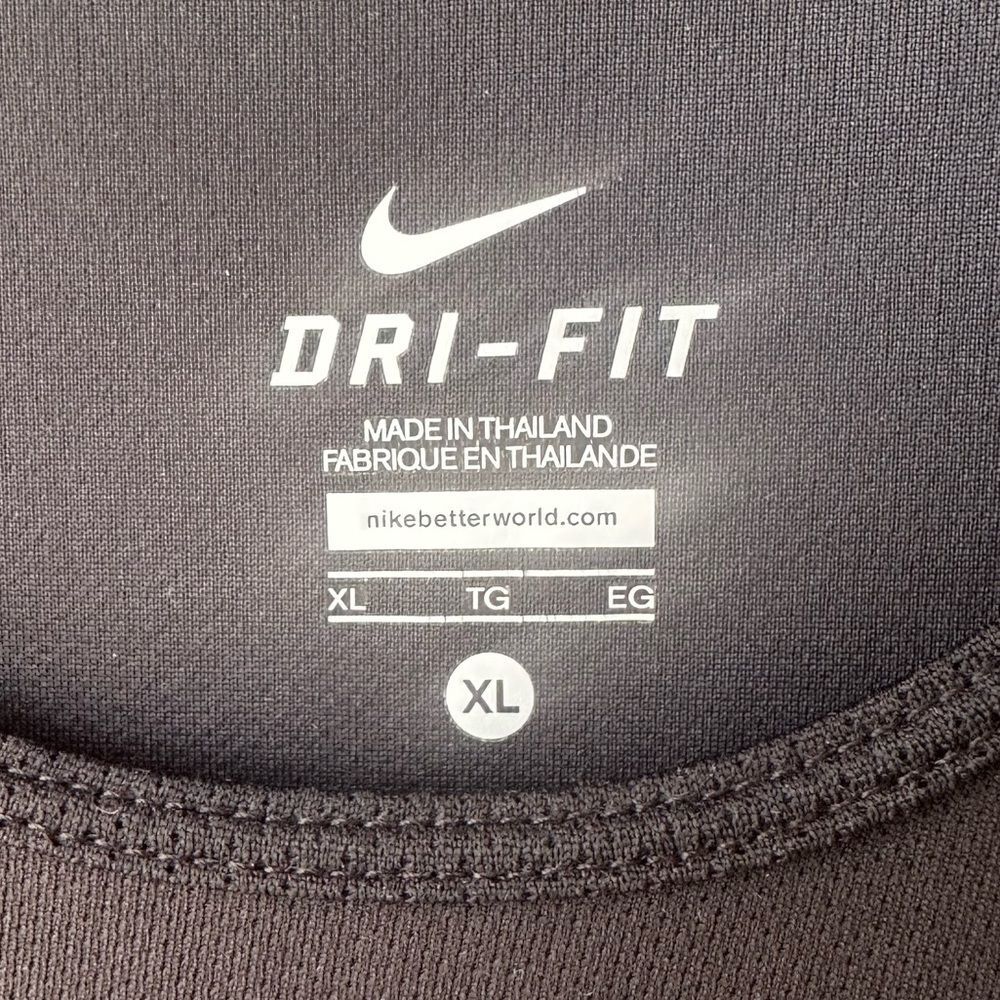 DRI-FIT
MADE IN THAILAND
FABRIQUE EN THAILANDE
nikebetterworld.com
XL TG EG
XL